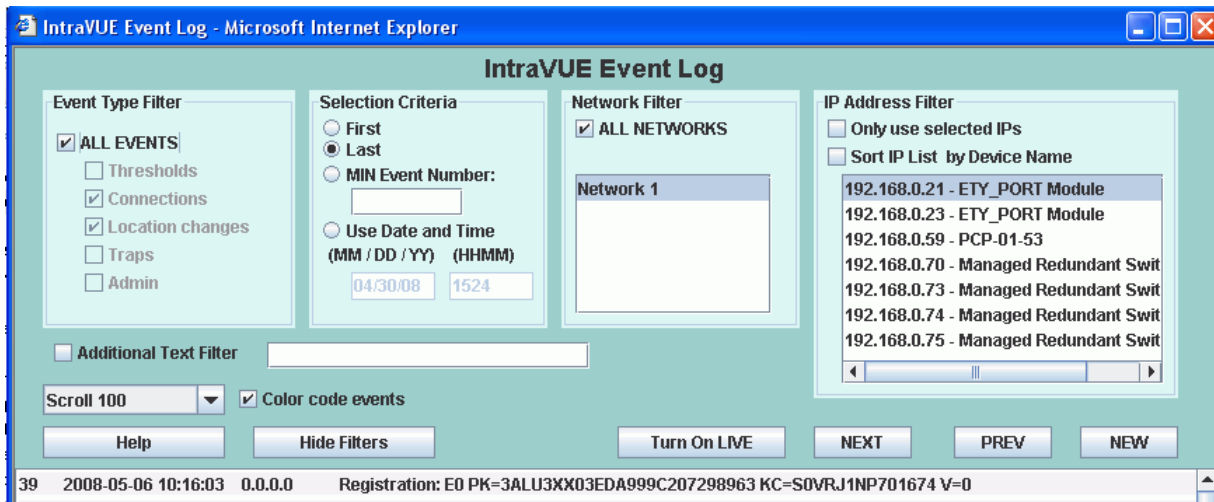 IntraVUE Event Log - Microsoft Internet Explorer
IntraVUE Event Log
Event Type Filter
ALL EVENTS
Thresholds
Connections
Location changes
Traps
Admin
Selection Criteria
First
Last
MIN Event Number:
Use Date and Time
(MM / DD / YY) (HHMM)
04/30/08 1524
Network Filter
ALL NETWORKS
Network 1
IP Address Filter
Only use selected IPs
Sort IP List by Device Name
192.168.0.21 - ETY_PORT Module
192.168.0.23 - ETY_PORT Module
192.168.0.59 - PCP-01-53
192.168.0.70 - Managed Redundant Swit
192.168.0.73 - Managed Redundant Swit
192.168.0.74 - Managed Redundant Swit
192.168.0.75 - Managed Redundant Swit
Additional Text Filter
Scroll 100
Color code events
Help
Hide Filters
Turn On LIVE
NEXT
PREV
NEW
39 2008-05-06 10:16:03 0.0.0.0 Registration: E0 PK=3ALU3XX03EDA999C207298963 KC=S0VRJ1NP701674 V=0